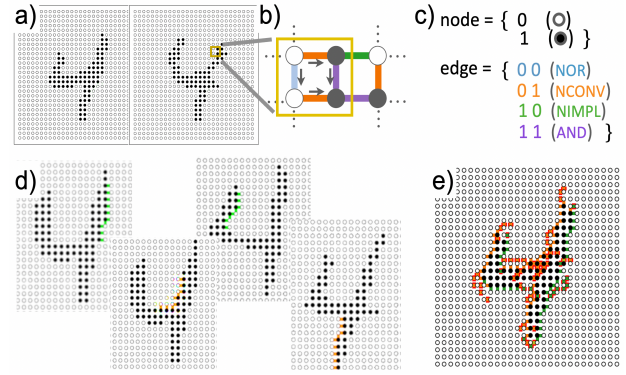 a)
b)
c) node = { 0 ( )
1 ( ) }
edge = { 0 0 (NOR)
0 1 (NCONV)
1 0 (NIMPL)
1 1 (AND) }
d)
e)